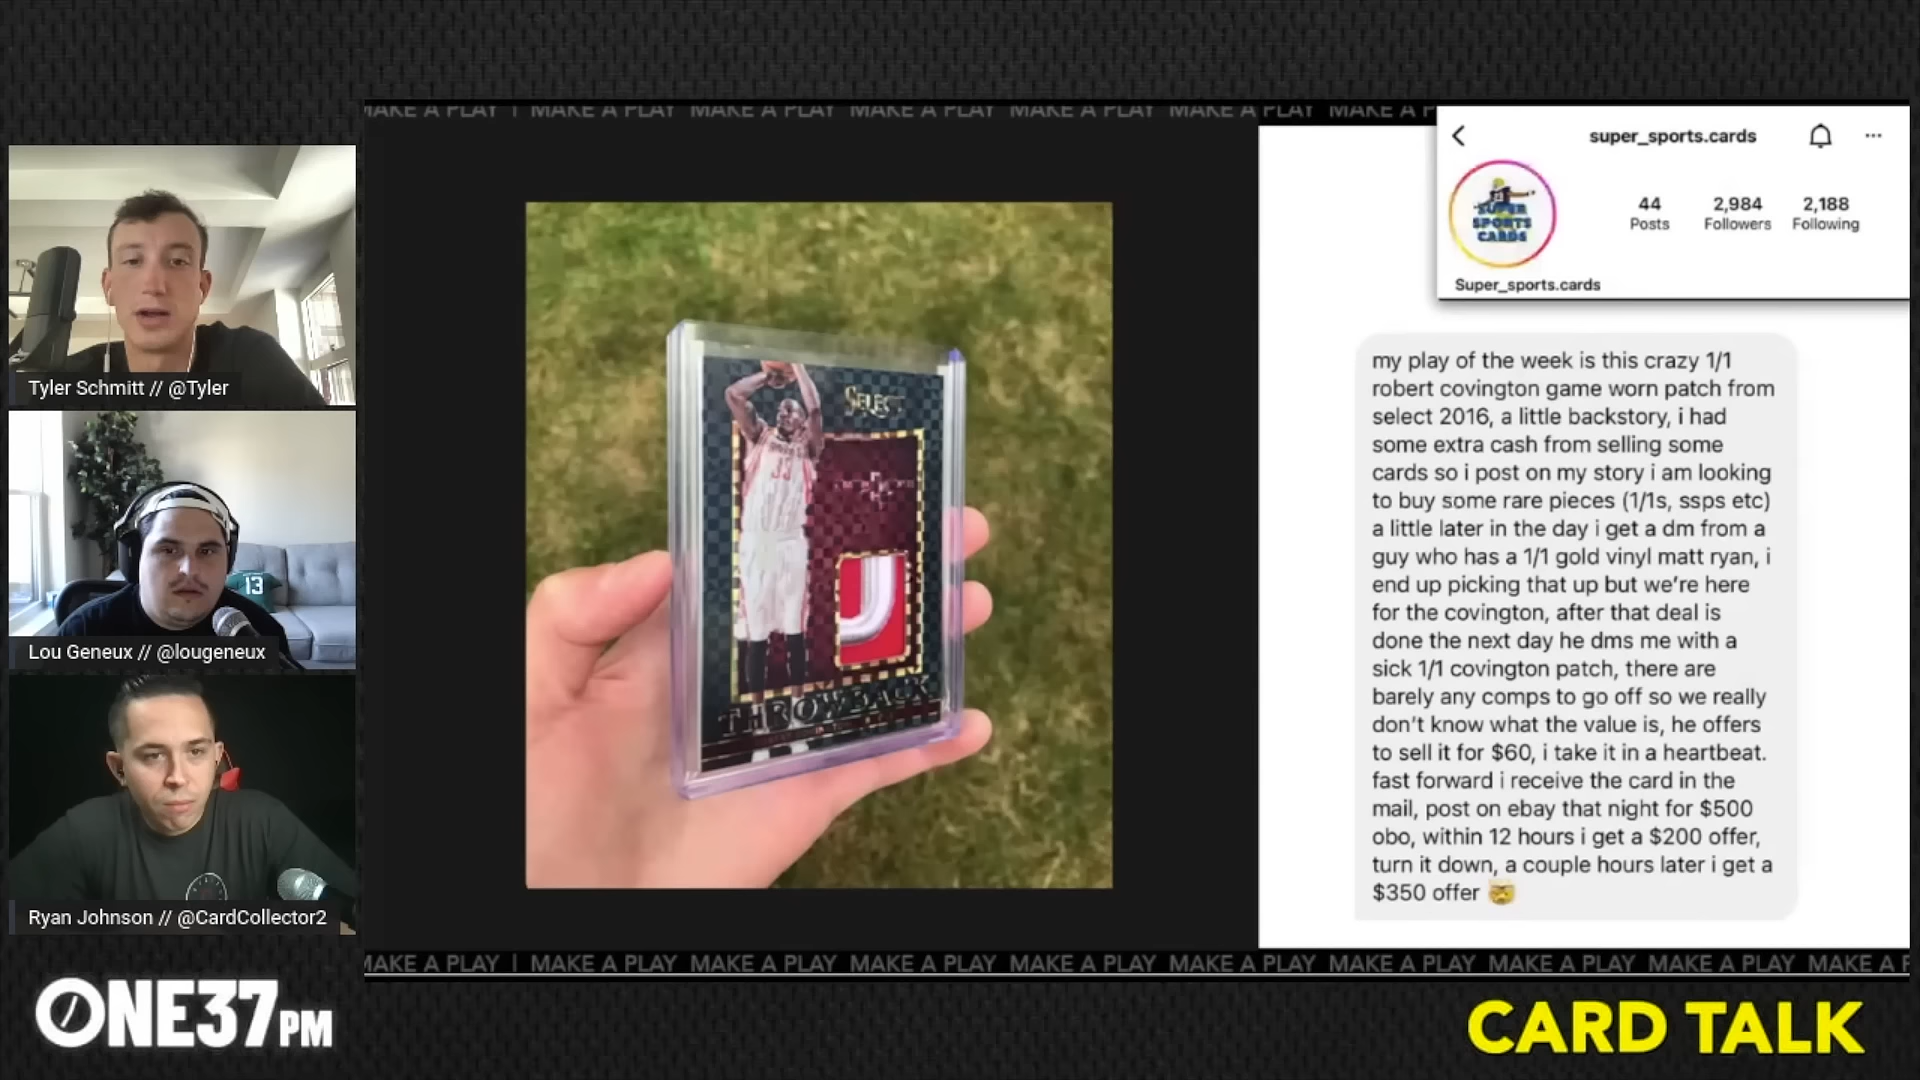 MAKE A PLAY | MAKE A PLAY MAKE A PLAY MAKE A PLAY MAKE A PLAY MAKE A PLAY MAKE A P
super_sports.cards
SUPER
SPORTS
CARDS
44 2,984 2,188
Posts Followers Following
Super_sports.cards
my play of the week is this crazy 1/1
robert covington game worn patch from
select 2016, a little backstory, i had
some extra cash from selling some
cards so i post on my story i am looking
to buy some rare pieces (1/1s, ssps etc)
a little later in the day i get a dm from a
guy who has a 1/1 gold vinyl matt ryan, i
end up picking that up but we're here
for the covington, after that deal is
done the next day he dms me with a
sick 1/1 covington patch, there are
barely any comps to go off so we really
don't know what the value is, he offers
to sell it for $60, i take it in a heartbeat.
fast forward i receive the card in the
mail, post on ebay that night for $500
obo, within 12 hours i get a $200 offer,
turn it down, a couple hours later i get a
$350 offer 🤯
SELECT
33
THROWBACK
Tyler Schmitt // @Tyler
13
Lou Geneux // @lougeneux
Ryan Johnson // @CardCollector2
MAKE A PLAY | MAKE A PLAY MAKE A PLAY MAKE A PLAY MAKE A PLAY MAKE A PLAY MAKE A PLAY MAKE A PLAY MAKE A P
ONE37PM
CARD TALK